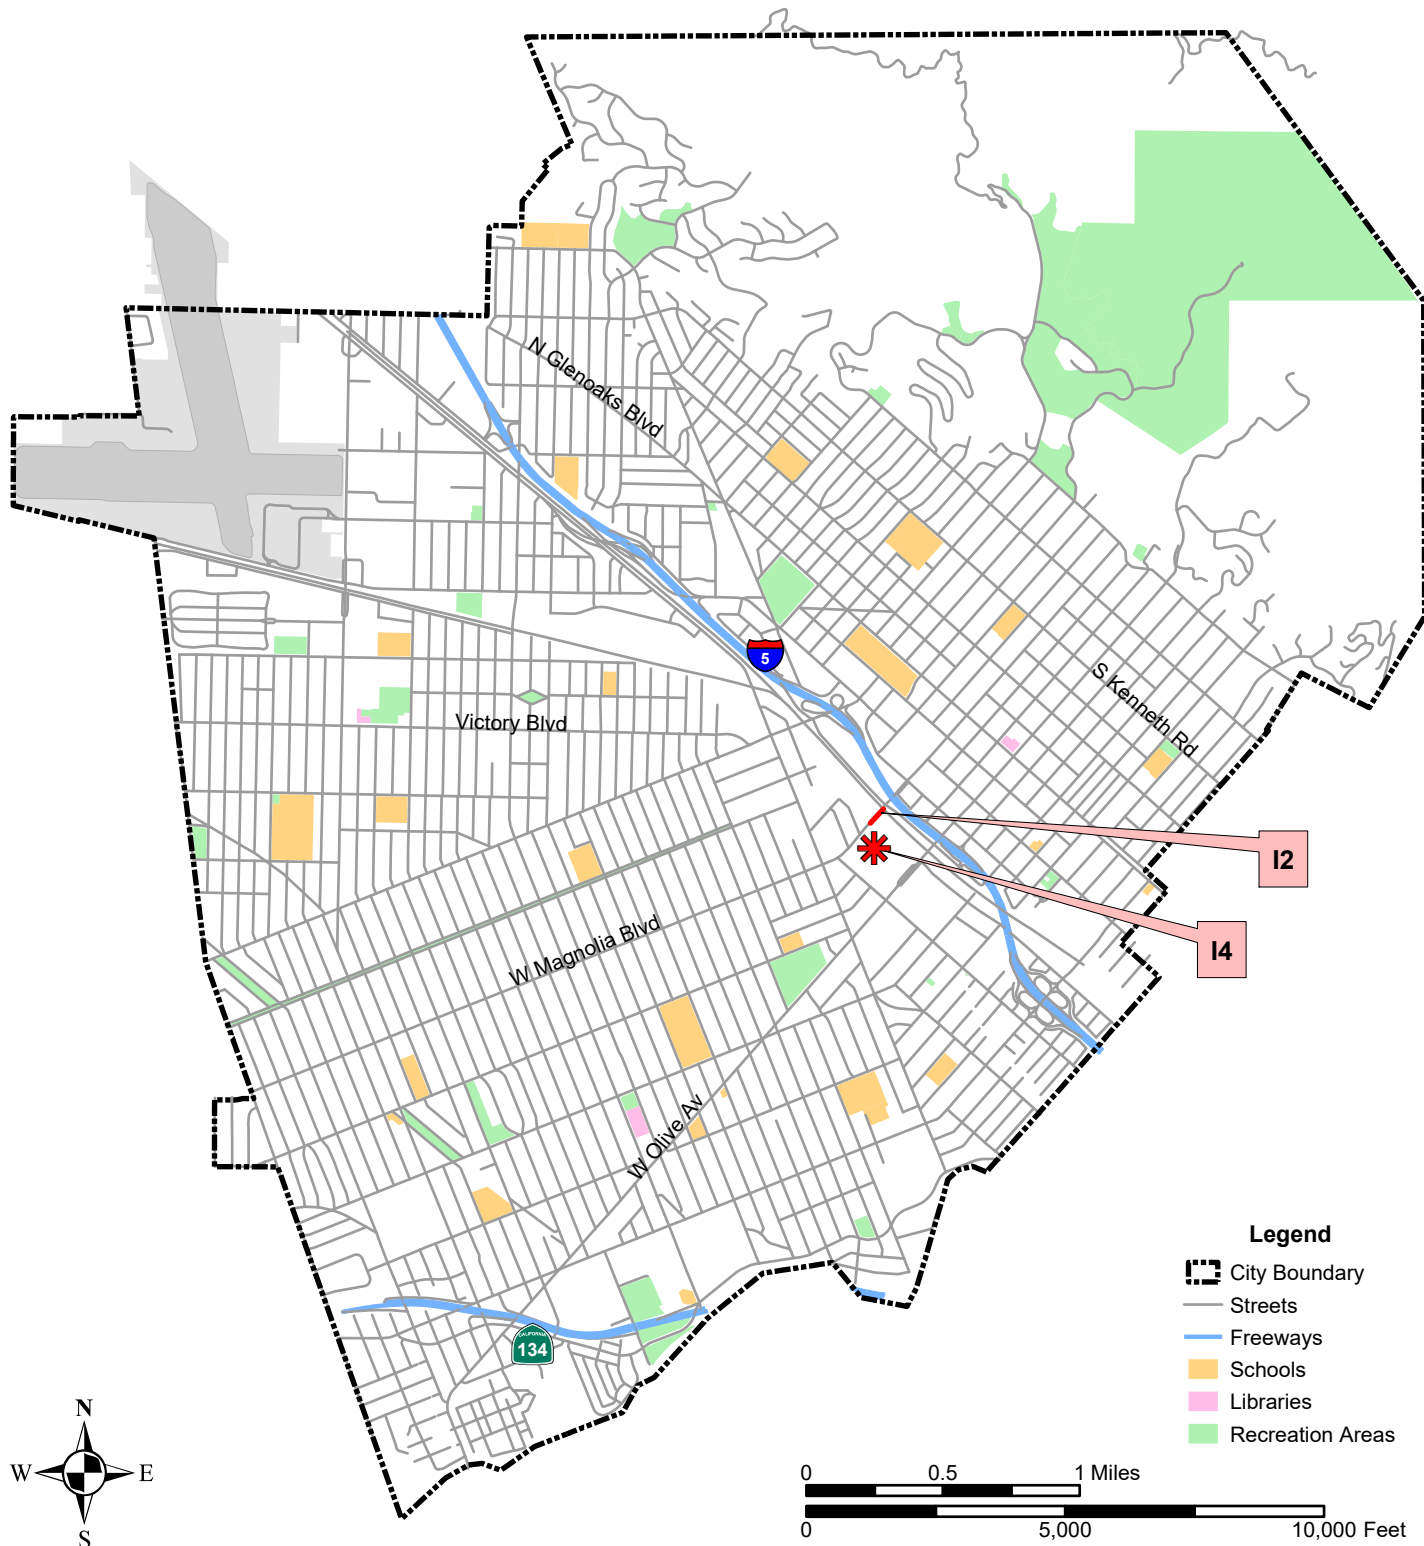 N Glenoaks Blvd
5
S Kenneth Rd
Victory Blvd
I2
I4
W Magnolia Blvd
W Olive Av
Legend
City Boundary
Streets
Freeways
Schools
Libraries
Recreation Areas
CALIFORNIA
134
N
W E
S
0 0.5 1 Miles
0 5,000 10,000 Feet